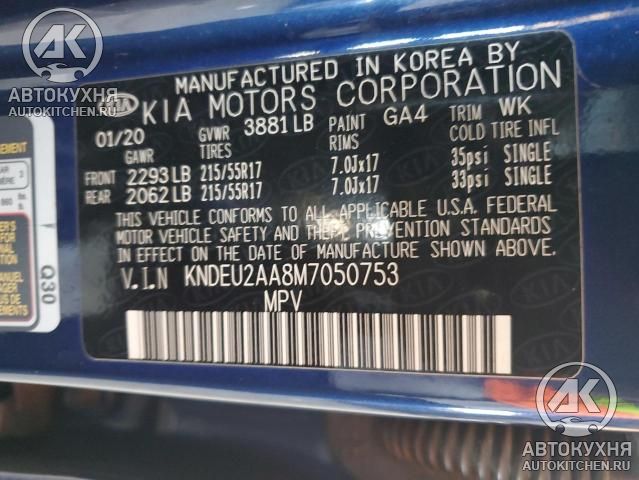 AK
АВТОКУХНЯ
AUTOKITCHEN.RU
MANUFACTURED IN KOREA BY
KIA KIA MOTORS CORPORATION
01/20 GVWR 3881 LB PAINT GA4 TRIM WK
GAWR TIRES RIMS COLD TIRE INFL
FRONT 2293 LB 215/55R17 7.0Jx17 35psi SINGLE
REAR 2062 LB 215/55R17 7.0Jx17 33psi SINGLE
THIS VEHICLE CONFORMS TO ALL APPLICABLE U.S.A. FEDERAL
MOTOR VEHICLE SAFETY AND THEFT PREVENTION STANDARDS
IN EFFECT ON THE DATE OF MANUFACTURE SHOWN ABOVE.
V.I.N KNDEU2AA8M7050753
MPV
Q30
AK
АВТОКУХНЯ
AUTOKITCHEN.RU